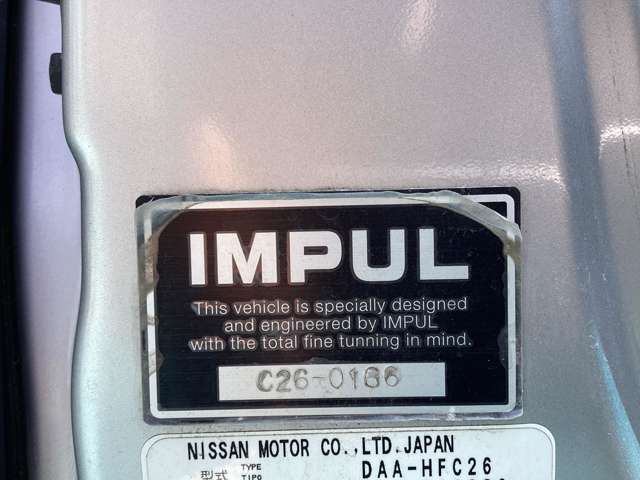 IMPUL
This vehicle is specially designed
and engineered by IMPUL
with the total fine tunning in mind.
C26-0166
NISSAN MOTOR CO.,LTD.JAPAN
型式 TYPE TIPO DAA-HFC26